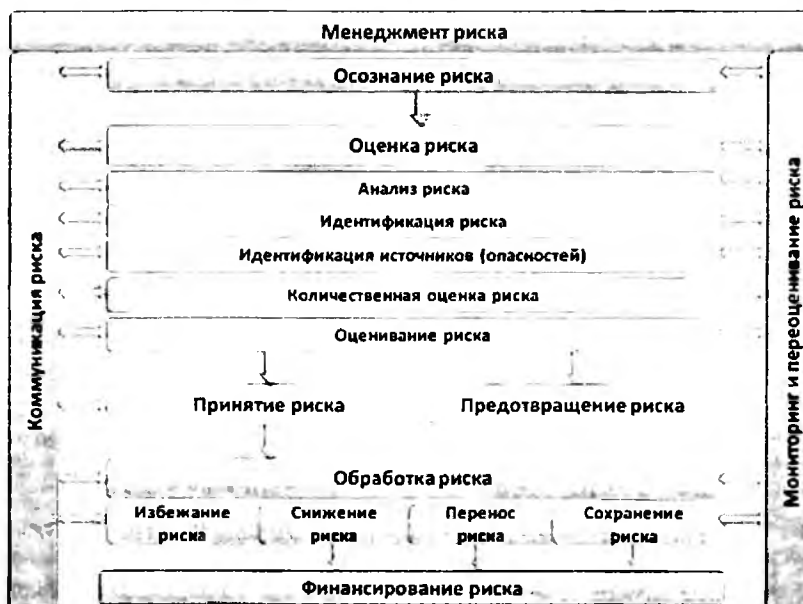 Менеджмент риска
Осознание риска
Оценка риска
Анализ риска
Идентификация риска
Идентификация источников (опасностей)
Количественная оценка риска
Оценивание риска
Принятие риска
Предотвращение риска
Обработка риска
Избежание
риска
Снижение
риска
Перенос
риска
Сохранение
риска
Финансирование риска
Коммуникация риска
Мониторинг и переоценивание риска